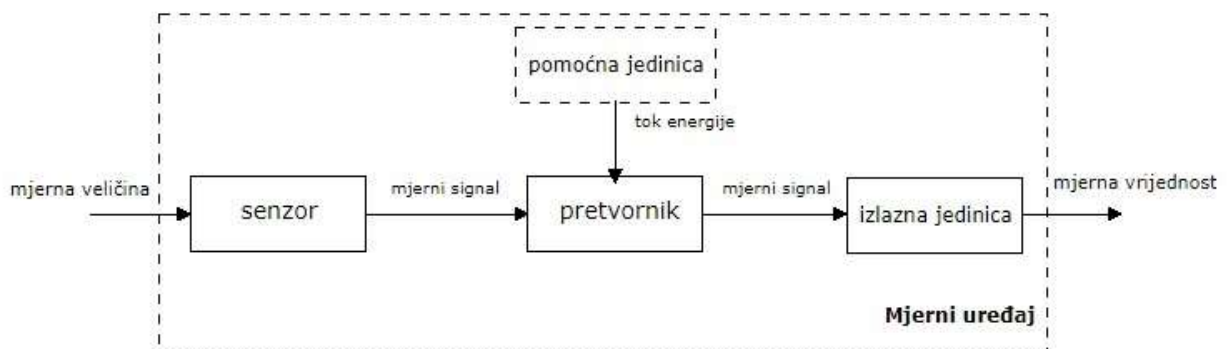 pomoćna jedinica
tok energije
mjerna veličina
senzor
mjerni signal
pretvornik
mjerni signal
izlazna jedinica
mjerna vrijednost
Mjerni uređaj